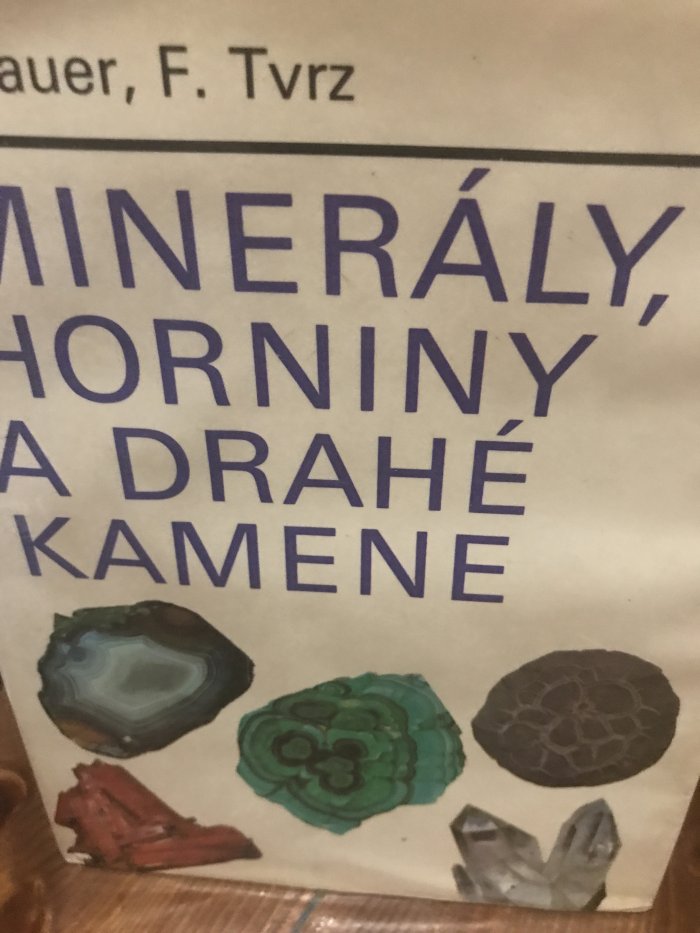 auer, F. Tvrz
MINERÁLY,
HORNINY
A DRAHÉ
KAMENE